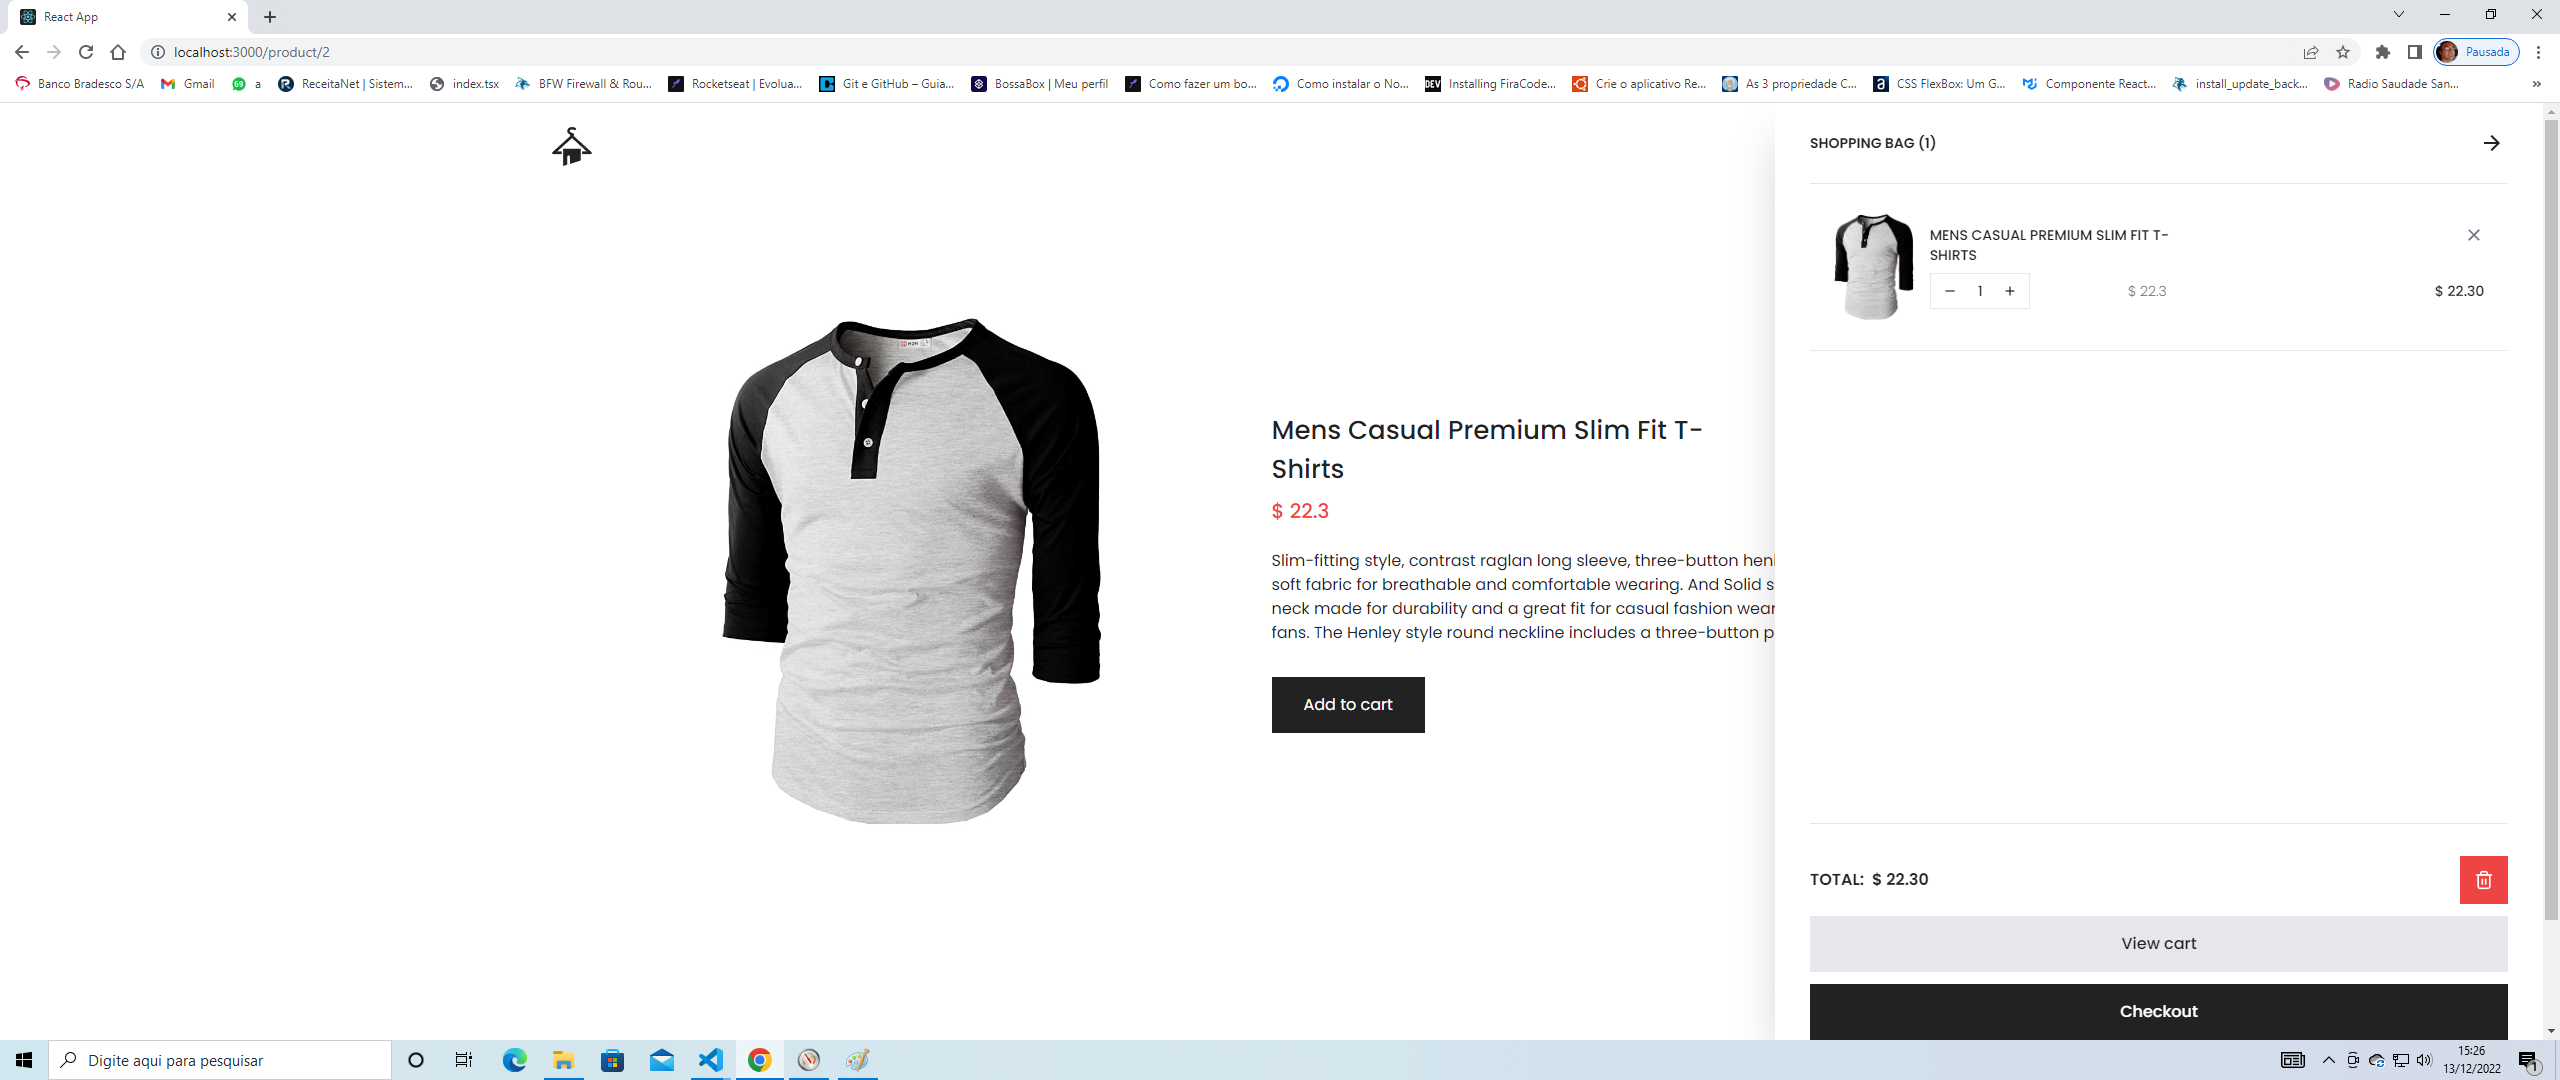 React App
localhost:3000/product/2
Pausada
Banco Bradesco S/A
Gmail
69
a
ReceitaNet | Sistem...
index.tsx
BFW Firewall & Rou...
Rocketseat | Evolua...
Git e GitHub – Guia...
BossaBox | Meu perfil
Como fazer um bo...
Como instalar o No...
DEV
Installing FiraCode...
Crie o aplicativo Re...
As 3 propriedade C...
CSS FlexBox: Um G...
Componente React...
install_update_back...
Radio Saudade San...
»
SHOPPING BAG (1)
MENS CASUAL PREMIUM SLIM FIT T-
SHIRTS
− 1 + $ 22.3 $ 22.30
Mens Casual Premium Slim Fit T-
Shirts
$ 22.3
Slim-fitting style, contrast raglan long sleeve, three-button hen
soft fabric for breathable and comfortable wearing. And Solid s
neck made for durability and a great fit for casual fashion wear
fans. The Henley style round neckline includes a three-button p
Add to cart
TOTAL: $ 22.30
View cart
Checkout
Digite aqui para pesquisar
15:26
13/12/2022
1